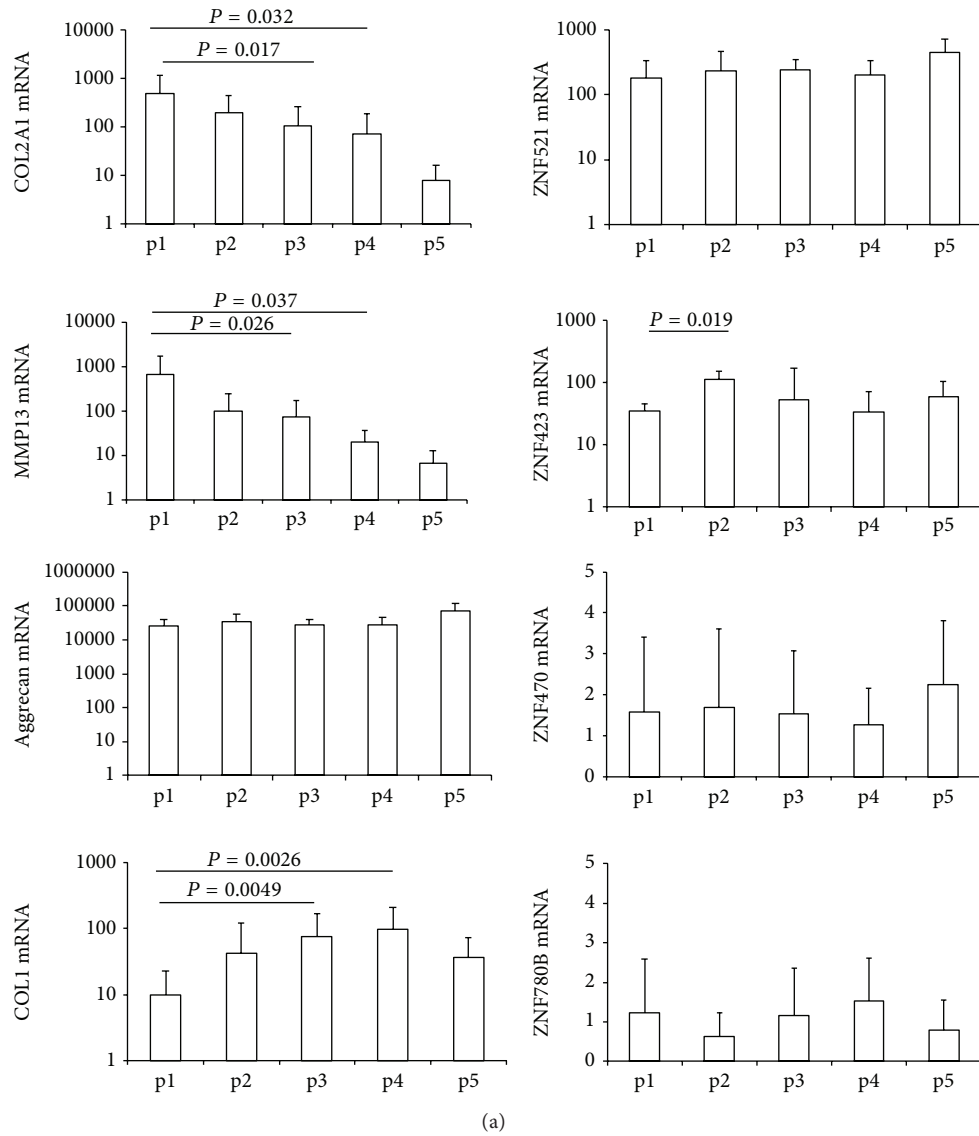 COL2A1 mRNA
10000
1000
100
10
1
P = 0.032
P = 0.017
p1 p2 p3 p4 p5
ZNF521 mRNA
1000
100
10
1
p1 p2 p3 p4 p5
MMP13 mRNA
10000
1000
100
10
1
P = 0.037
P = 0.026
p1 p2 p3 p4 p5
ZNF423 mRNA
1000
100
10
1
P = 0.019
p1 p2 p3 p4 p5
Aggrecan mRNA
1000000
100000
10000
1000
100
10
1
p1 p2 p3 p4 p5
ZNF470 mRNA
5
4
3
2
1
0
p1 p2 p3 p4 p5
COL1 mRNA
1000
100
10
1
P = 0.0026
P = 0.0049
p1 p2 p3 p4 p5
ZNF780B mRNA
5
4
3
2
1
0
p1 p2 p3 p4 p5
(a)